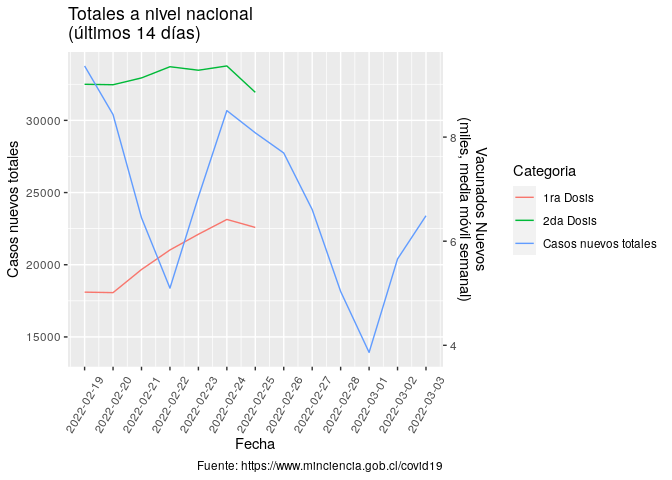 Totales a nivel nacional
(últimos 14 días)
Casos nuevos totales
30000
25000
20000
15000
8
6
4
Vacunados Nuevos
(miles, media móvil semanal)
2022-02-19
2022-02-20
2022-02-21
2022-02-22
2022-02-23
2022-02-24
2022-02-25
2022-02-26
2022-02-27
2022-02-28
2022-03-01
2022-03-02
2022-03-03
Fecha
Categoria
1ra Dosis
2da Dosis
Casos nuevos totales
Fuente: https://www.minciencia.gob.cl/covid19